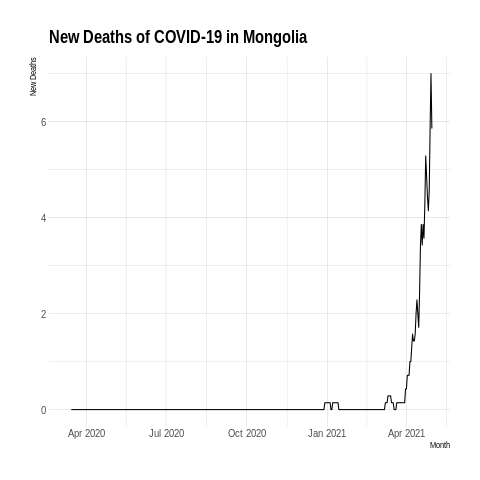 New Deaths of COVID-19 in Mongolia
New Deaths
6
4
2
0
Apr 2020 Jul 2020 Oct 2020 Jan 2021 Apr 2021
Month